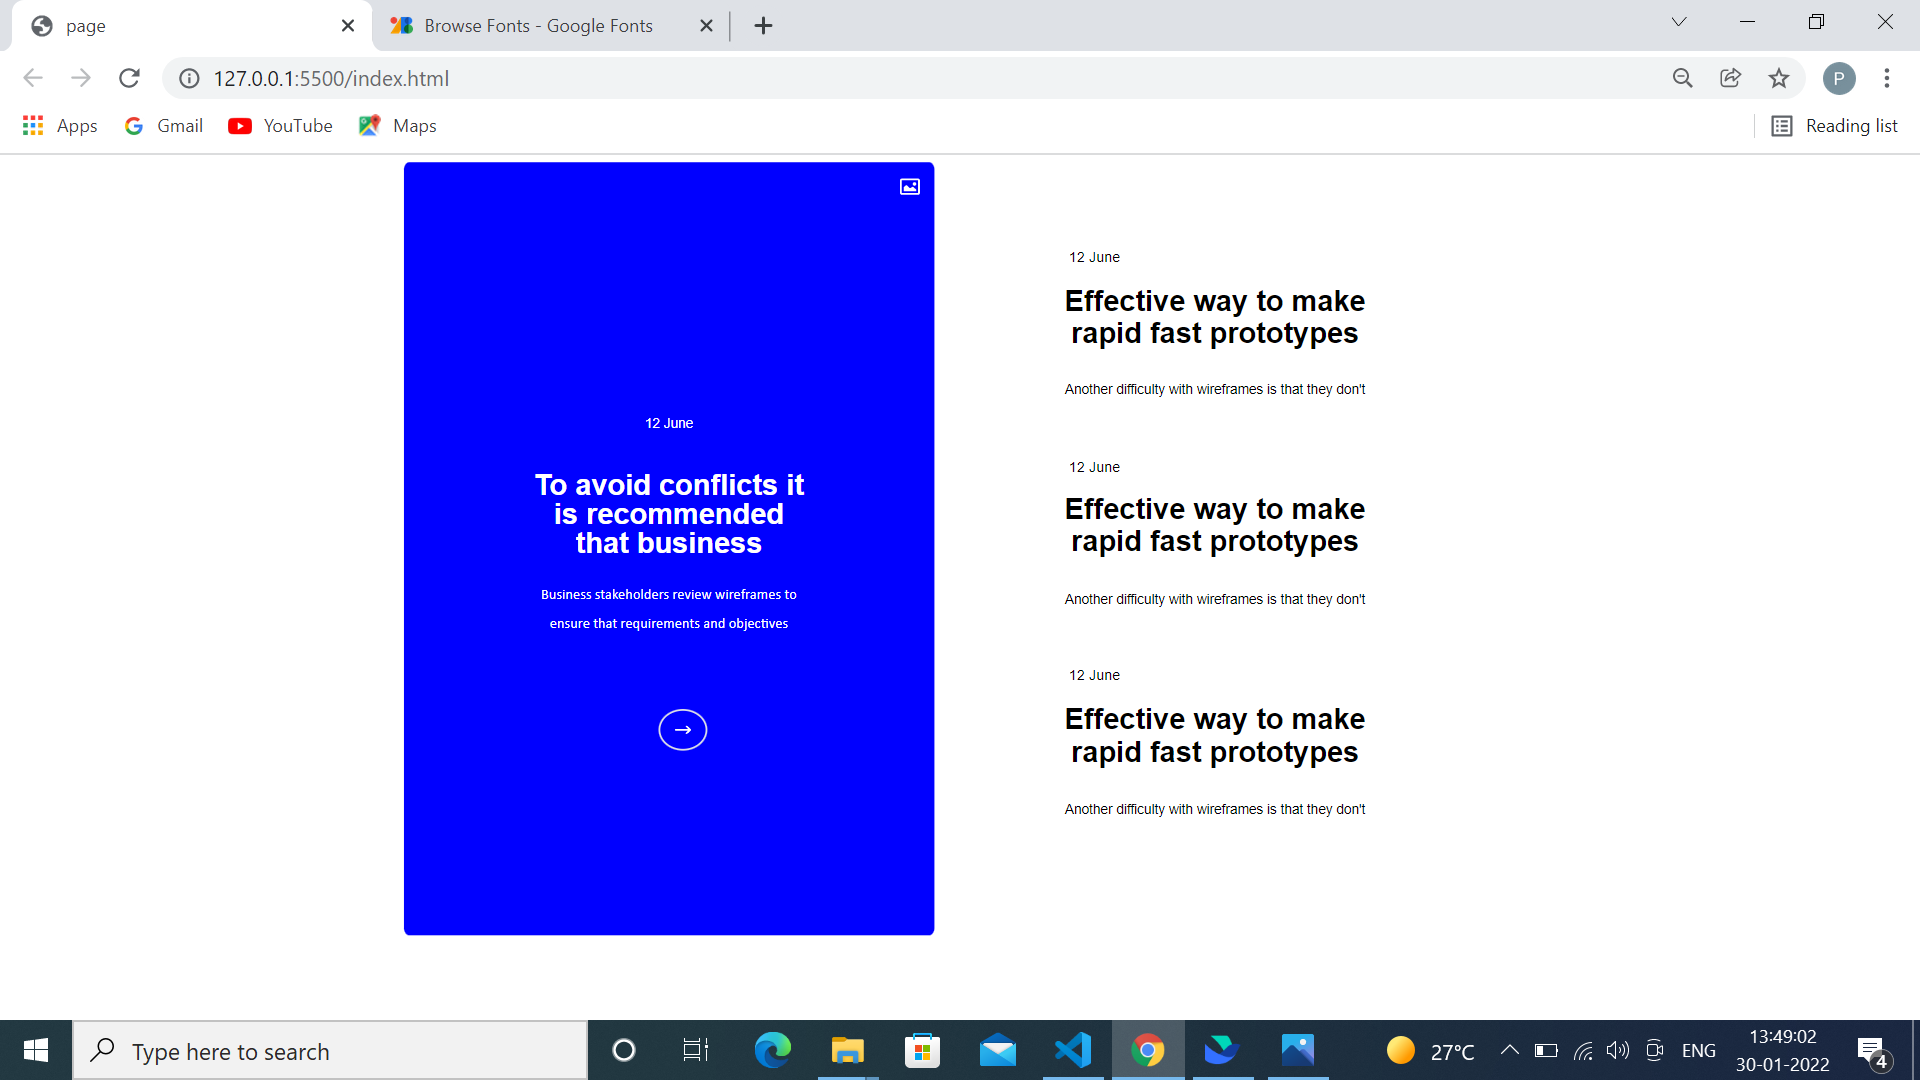 page
Browse Fonts - Google Fonts
127.0.0.1:5500/index.html
P
Apps
Gmail
YouTube
Maps
Reading list
12 June
To avoid conflicts it
is recommended
that business
Business stakeholders review wireframes to
ensure that requirements and objectives
12 June
Effective way to make
rapid fast prototypes
Another difficulty with wireframes is that they don't
12 June
Effective way to make
rapid fast prototypes
Another difficulty with wireframes is that they don't
12 June
Effective way to make
rapid fast prototypes
Another difficulty with wireframes is that they don't
Type here to search
27°C
ENG
13:49:02
30-01-2022
4